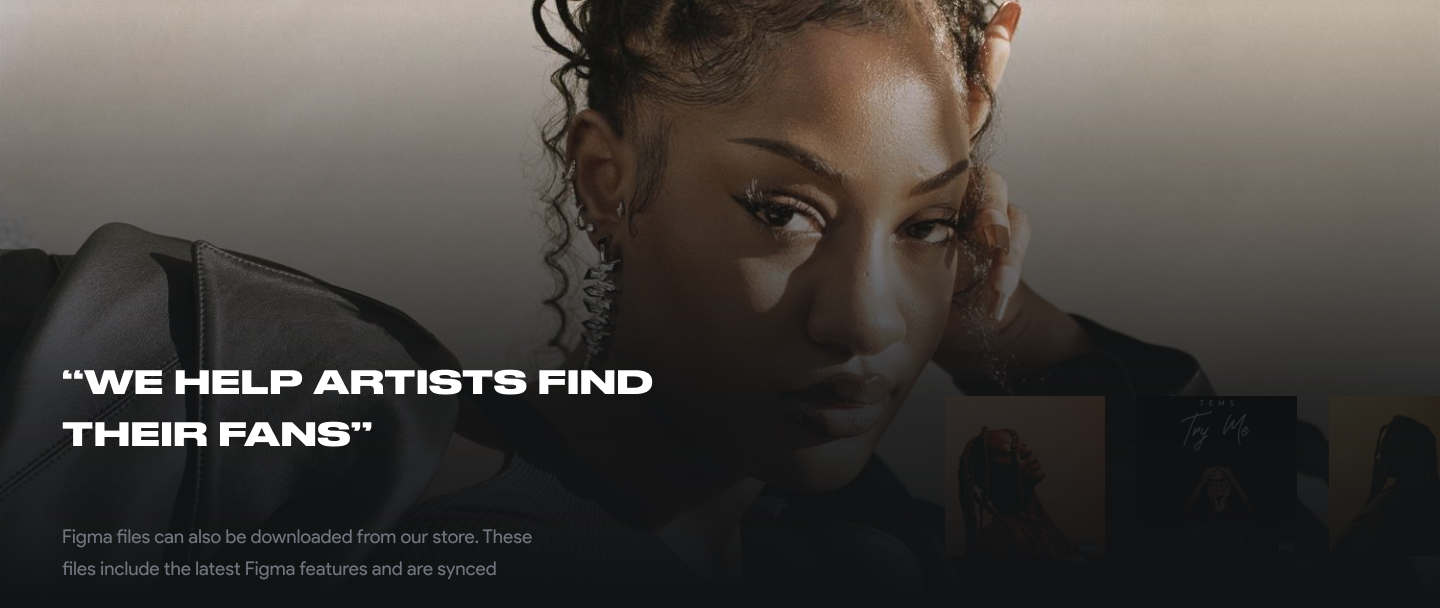 “WE HELP ARTISTS FIND
THEIR FANS”
Figma files can also be downloaded from our store. These
files include the latest Figma features and are synced
TEMS
Try Me